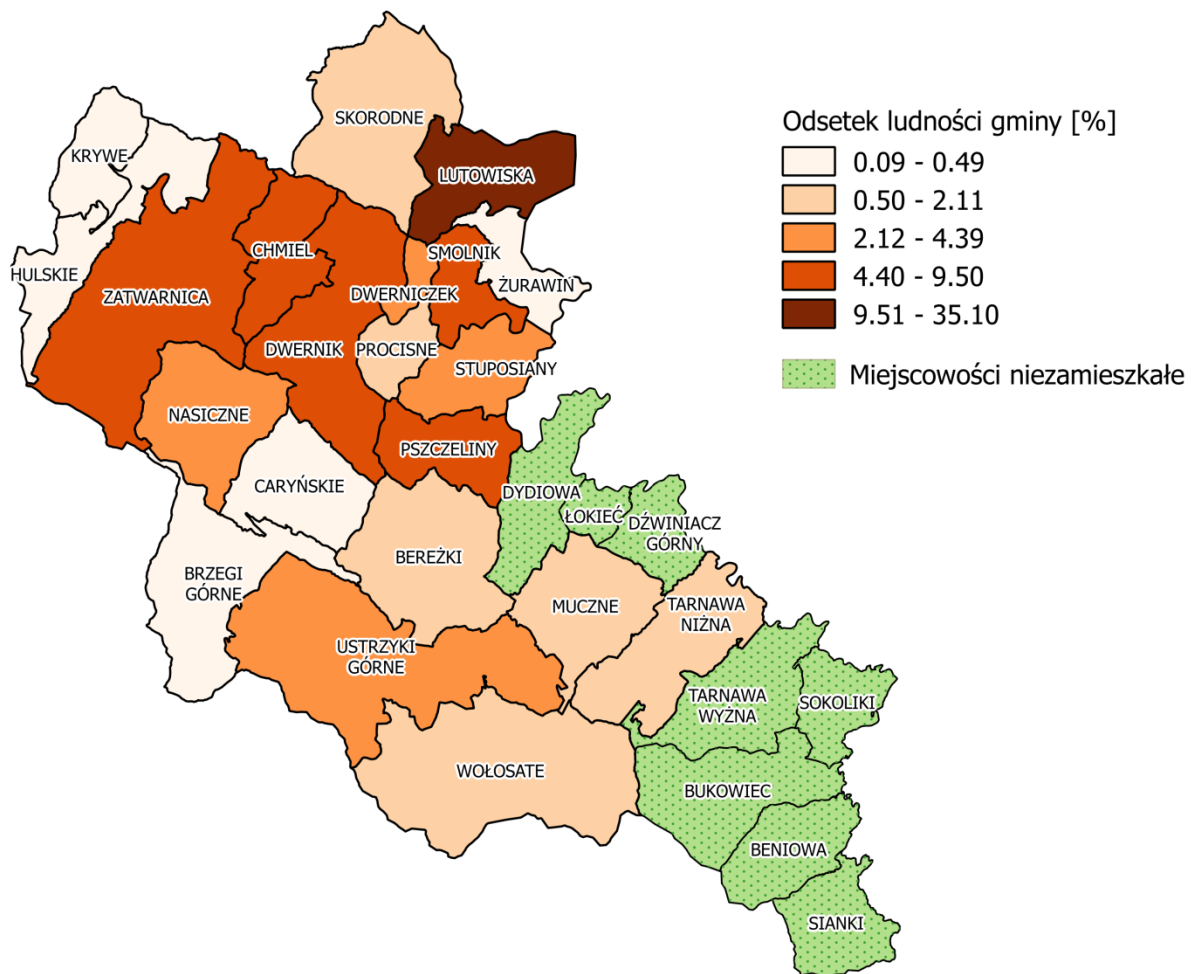 SKORODNE
Odsetek ludności gminy [%]
0.09 - 0.49
0.50 - 2.11
2.12 - 4.39
4.40 - 9.50
9.51 - 35.10
Miejscowości niezamieszkałe
KRYWE
LUTOWISKA
CHMIEL
SMOLNIK
HULSKIE
ZATWARNICA
DWERNICZEK
ŻURAWIŃ
DWERNIK
PROCISNE
STUPOSIANY
NASICZNE
PSZCZELINY
CARYŃSKIE
DYDIOWA
ŁOKIEĆ
DŹWINIACZ
GÓRNY
BEREŻKI
BRZEGI
GÓRNE
MUCZNE
TARNAWA
NIŻNA
USTRZYKI
GÓRNE
TARNAWA
WYŻNA
SOKOLIKI
WOŁOSATE
BUKOWIEC
BENIOWA
SIANKI